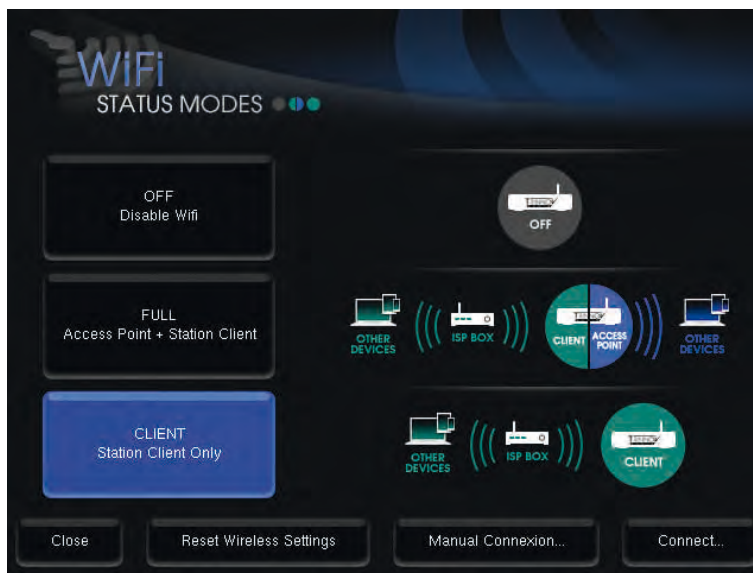 WiFi
STATUS MODES
OFF
Disable Wifi
OFF
FULL
Access Point + Station Client
OTHER
DEVICES
ISP BOX
CLIENT
ACCESS
POINT
OTHER
DEVICES
CLIENT
Station Client Only
OTHER
DEVICES
ISP BOX
CLIENT
Close
Reset Wireless Settings
Manual Connexion...
Connect...